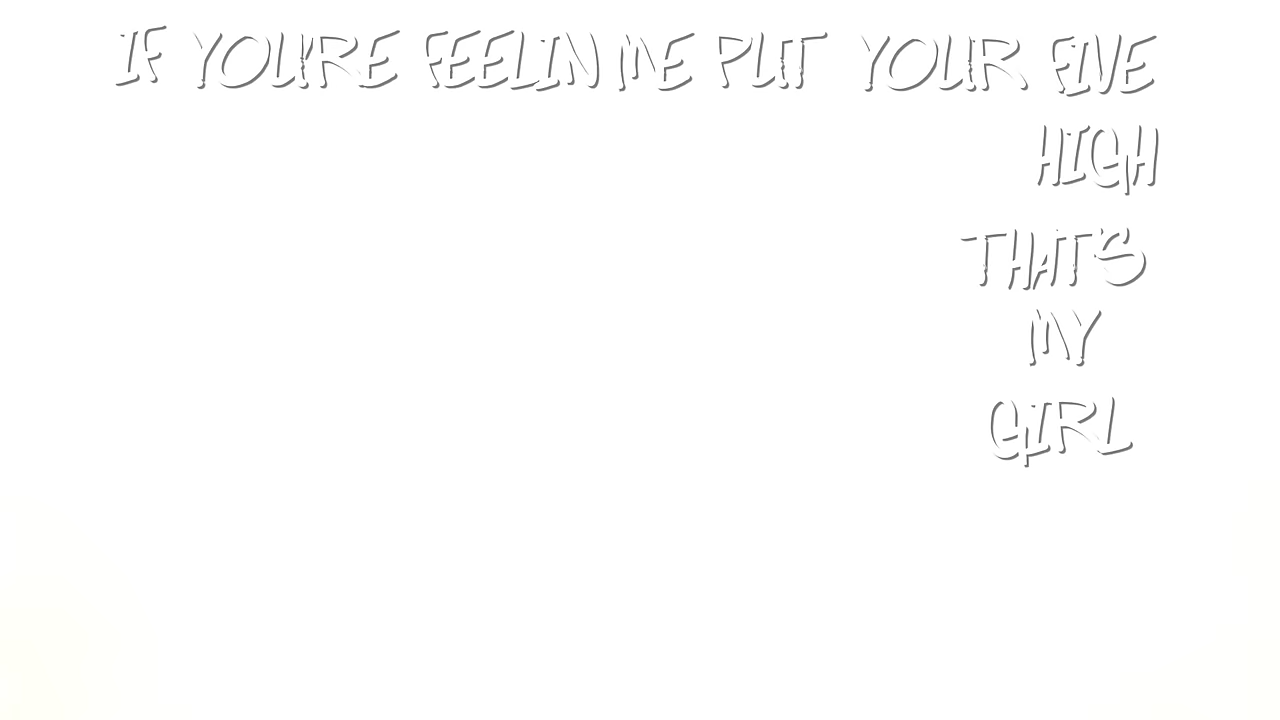 IF YOU'RE FEELIN ME PUT YOUR FIVE
HIGH
THAT'S
MY
GIRL